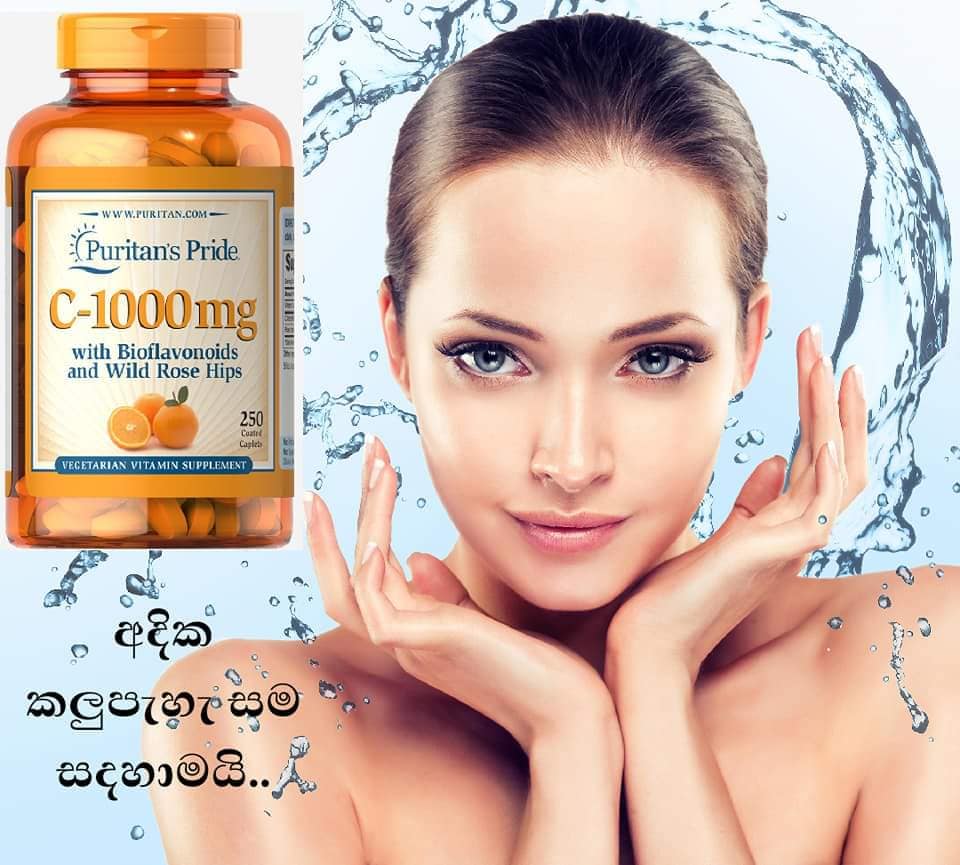 WWW.PURITAN.COM
Puritan's Pride
C-1000mg
with Bioflavonoids
and Wild Rose Hips
250
Coated
Caplets
VEGETARIAN VITAMIN SUPPLEMENT
අදික
කලුපැහැ සම
සදහාමයි..